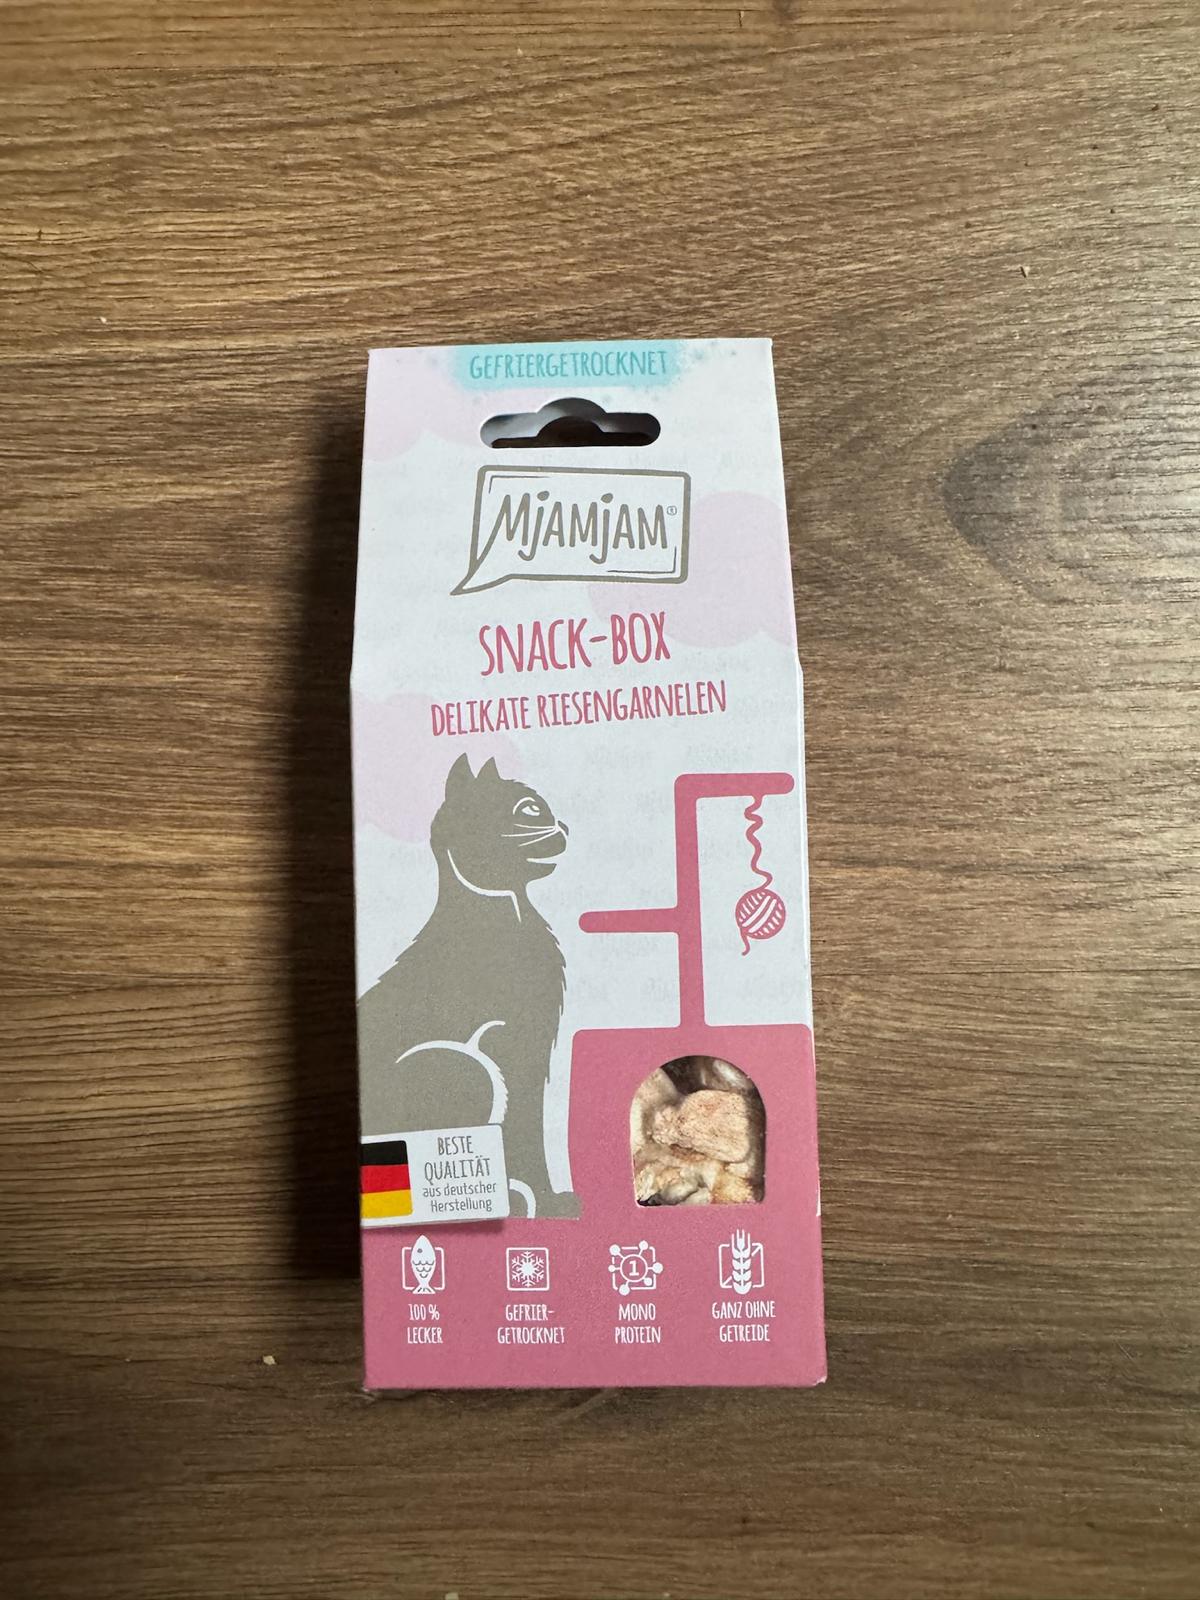 GEFRIERGETROCKNET
MJAMJAM®
SNACK-BOX
DELIKATE RIESENGARNELEN
BESTE
QUALITÄT
aus deutscher
Herstellung
100 %
LECKER
GEFRIER-
GETROCKNET
1
MONO
PROTEIN
GANZ OHNE
GETREIDE